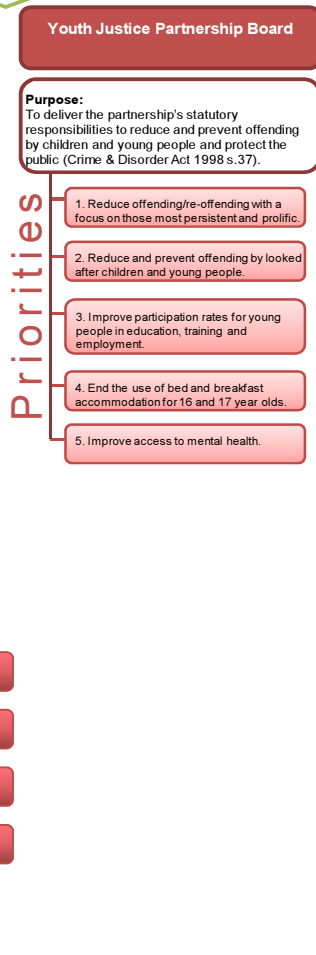 Youth Justice Partnership Board
Purpose:
To deliver the partnership's statutory
responsibilities to reduce and prevent offending
by children and young people and protect the
public (Crime & Disorder Act 1998 s.37).
Priorities
1. Reduce offending/re-offending with a
focus on those most persistent and prolific.
2. Reduce and prevent offending by looked
after children and young people.
3. Improve participation rates for young
people in education, training and
employment.
4. End the use of bed and breakfast
accommodation for 16 and 17 year olds.
5. Improve access to mental health.